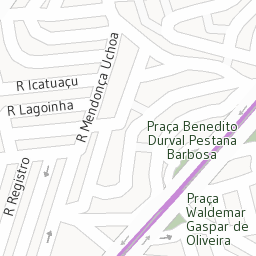 R Icatuaçu
R Lagoinha
R Mendonça Uchoa
R Registro
Praça Benedito
Durval Pestana
Barbosa
Praça
Waldemar
Gaspar de
Oliveira